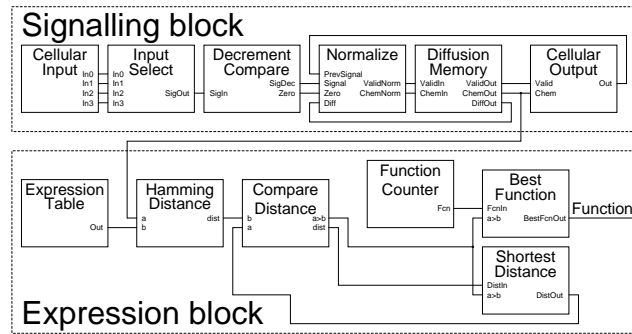 Signalling block
Cellular
Input
In0
In1
In2
In3
Input
Select
In0
In1
In2
In3
SigOut
Decrement
Compare
SigIn
SigDec
Zero
Normalize
PrevSignal
Signal
Zero
Diff
ValidNorm
ChemNorm
Diffusion
Memory
ValidIn
ChemIn
ValidOut
ChemOut
DiffOut
Cellular
Output
Valid
Chem
Out
Expression
Table
Out
Hamming
Distance
a
b
dist
Compare
Distance
b
a
a>b
dist
Function
Counter
Fcn
Best
Function
FcnIn
a>b
BestFcnOut
Function
Shortest
Distance
DistIn
a>b
DistOut
Expression block